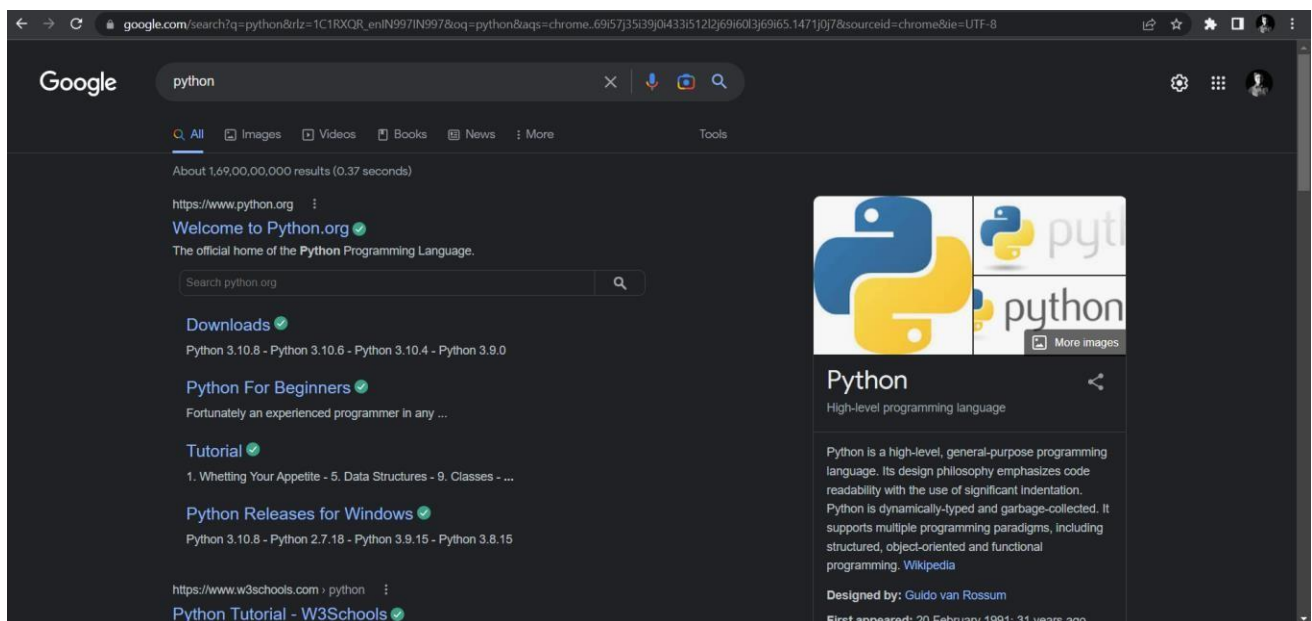 google.com/search?q=python&rlz=1C1RXQR_enIN997IN997&oq=python&aqs=chrome..69i57j35i39j0i433i512l2j69i60l3j69i65.1471j0j7&sourceid=chrome&ie=UTF-8
Google
python
All Images Videos Books News More Tools
About 1,69,00,00,000 results (0.37 seconds)
https://www.python.org
Welcome to Python.org
The official home of the Python Programming Language.
Search python.org
Downloads
Python 3.10.8 - Python 3.10.6 - Python 3.10.4 - Python 3.9.0
Python For Beginners
Fortunately an experienced programmer in any ...
Tutorial
1. Whetting Your Appetite - 5. Data Structures - 9. Classes - ...
Python Releases for Windows
Python 3.10.8 - Python 2.7.18 - Python 3.9.15 - Python 3.8.15
https://www.w3schools.com › python
Python Tutorial - W3Schools
pyt
python
More images
Python
High-level programming language
Python is a high-level, general-purpose programming
language. Its design philosophy emphasizes code
readability with the use of significant indentation.
Python is dynamically-typed and garbage-collected. It
supports multiple programming paradigms, including
structured, object-oriented and functional
programming. Wikipedia
Designed by: Guido van Rossum
First appeared: 20 February 1991; 31 years ago